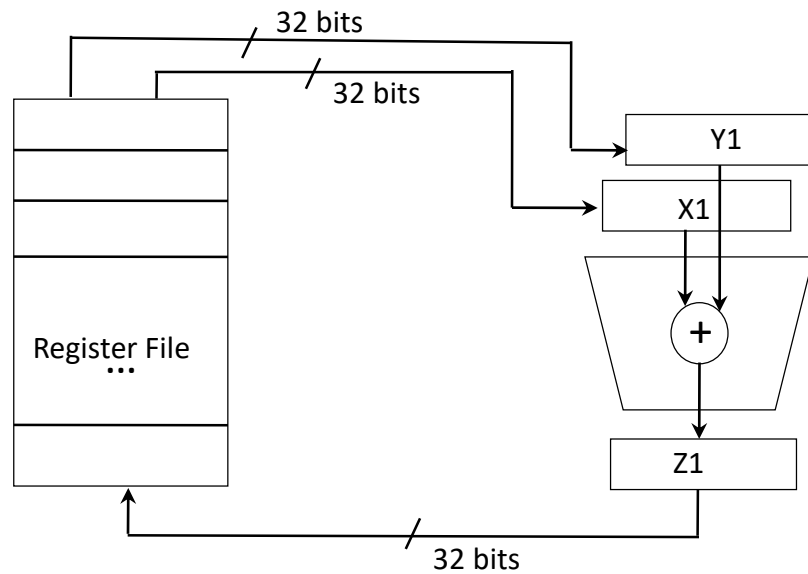 32 bits
32 bits
Y1
X1
+
Register File
...
Z1
32 bits